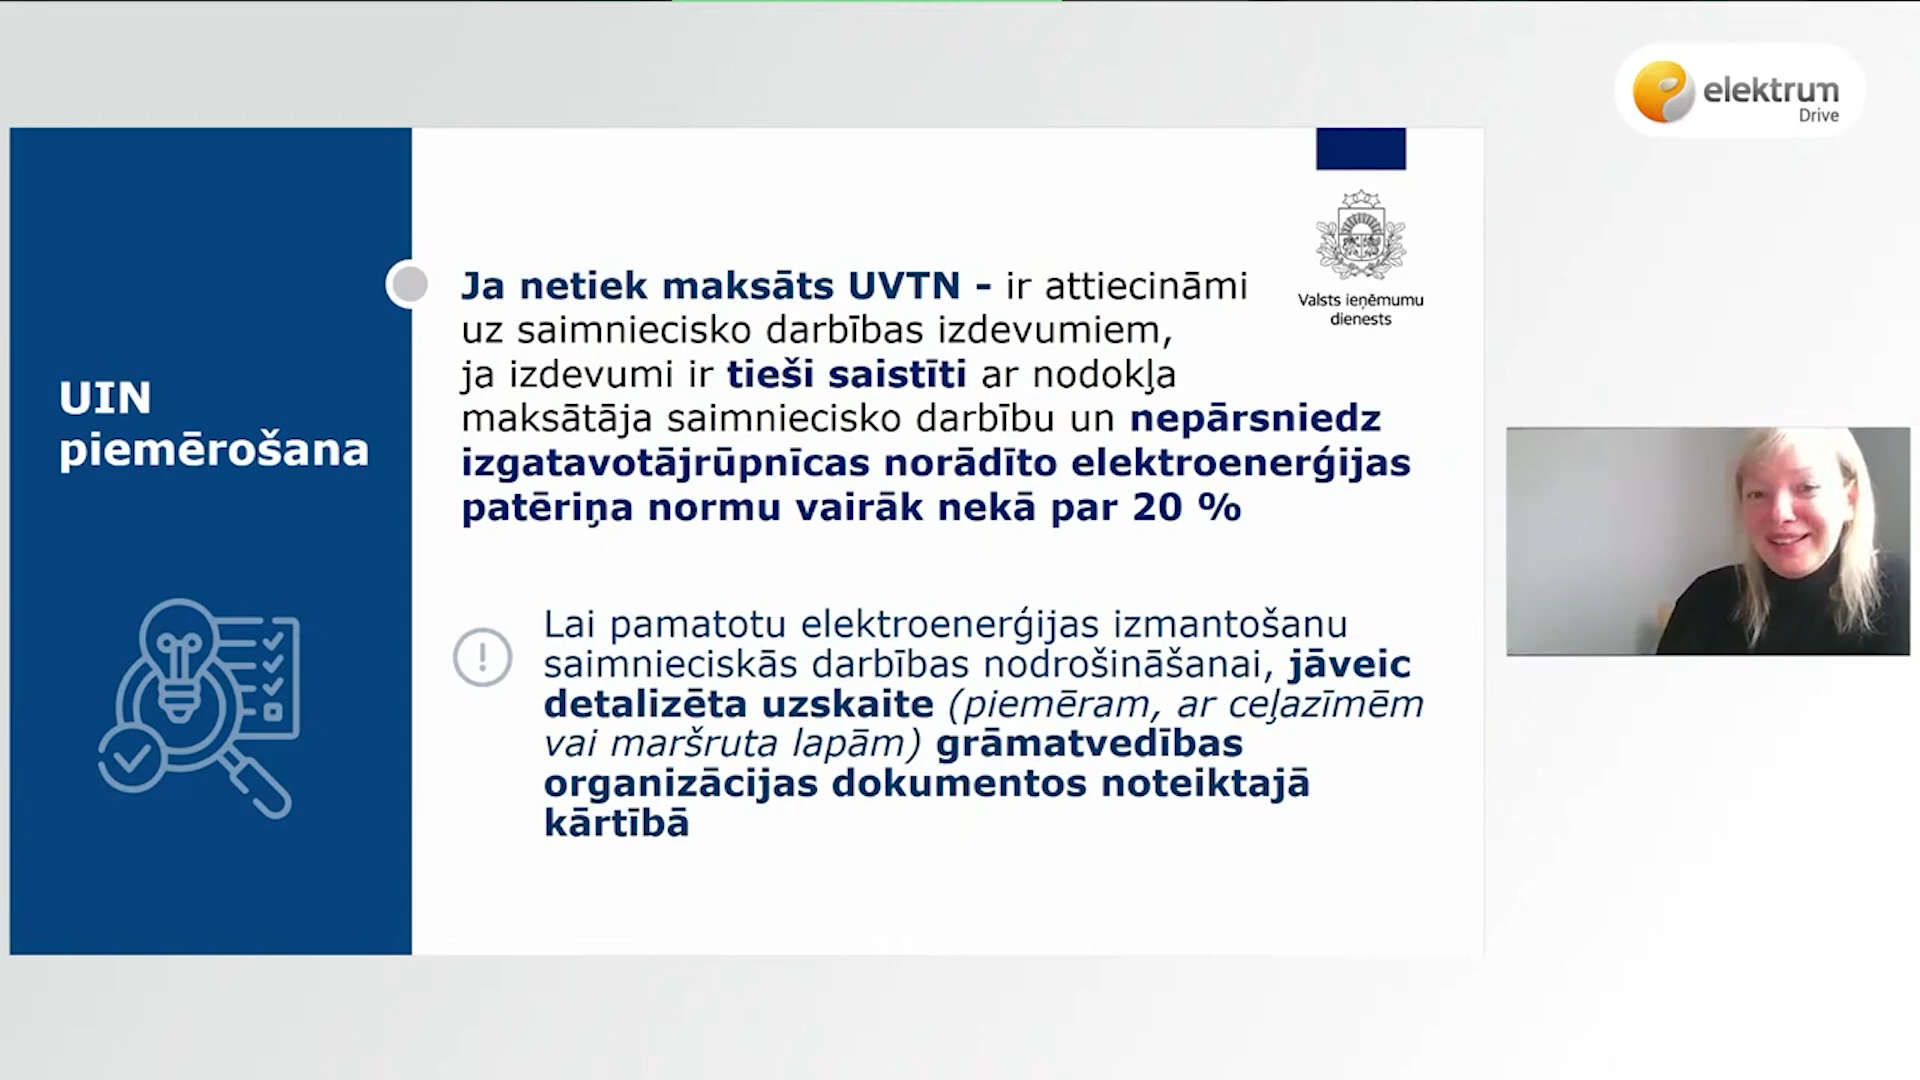 elektrum
Drive
Valsts ieņēmumu
dienests
UIN
piemērošana
Ja netiek maksāts UVTN - ir attiecināmi
uz saimniecisko darbības izdevumiem,
ja izdevumi ir tieši saistīti ar nodokļa
maksātāja saimniecisko darbību un nepārsniedz
izgatavotājrūpnīcas norādīto elektroenerģijas
patēriņa normu vairāk nekā par 20 %
Lai pamatotu elektroenerģijas izmantošanu
saimnieciskās darbības nodrošināšanai, jāveic
detalizēta uzskaite (piemēram, ar ceļazīmēm
vai maršruta lapām) grāmatvedības
organizācijas dokumentos noteiktajā
kārtībā